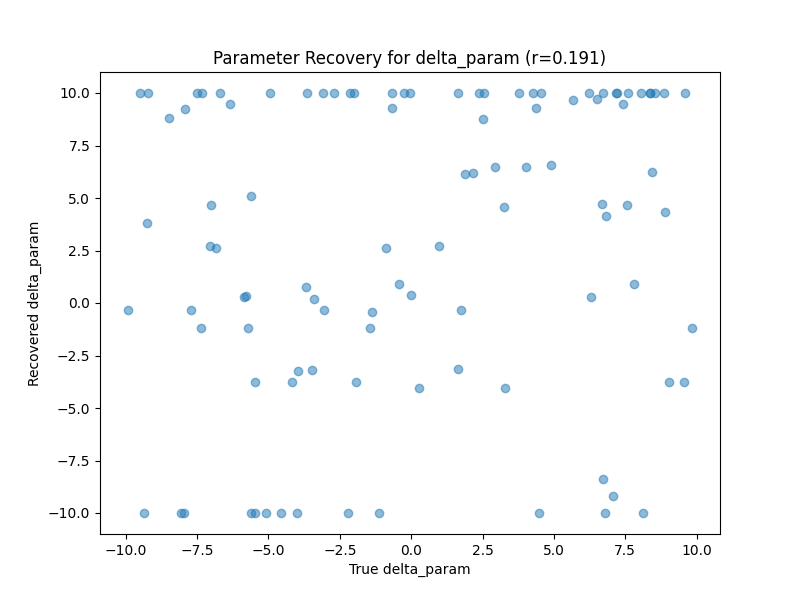 Parameter Recovery for delta_param (r=0.191)
10.0
7.5
5.0
2.5
0.0
−2.5
−5.0
−7.5
−10.0
Recovered delta_param
−10.0 −7.5 −5.0 −2.5 0.0 2.5 5.0 7.5 10.0
True delta_param